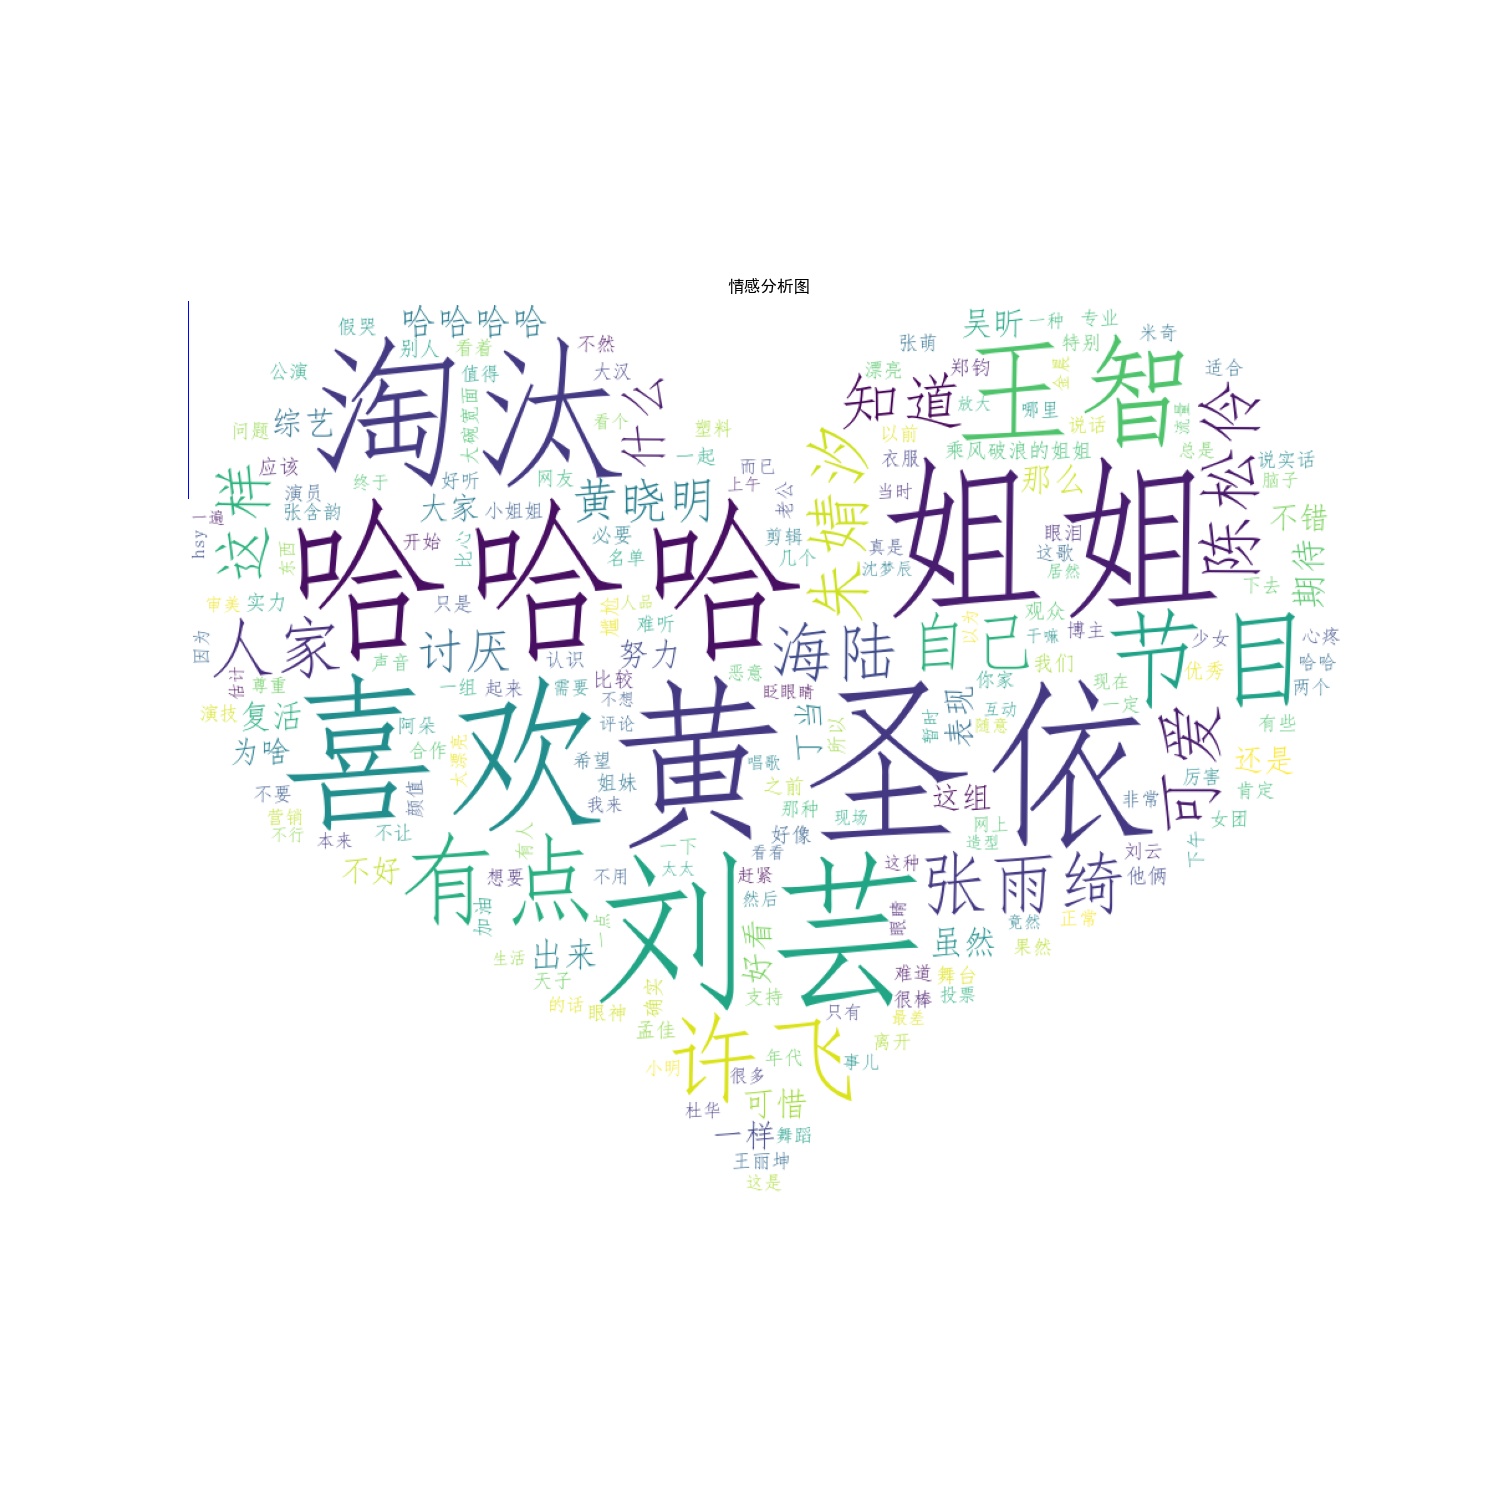 情感分析图
哈哈哈哈
假哭
别人
看着
不然
吴昕
一种
专业
米奇
张萌
特别
公演
淘汰
值得
大汉
什么
王智
郑钧
漂亮
金晨
适合
知道
放大
哪里
说话
流量
伶
综艺
问题
大碗宽面
看个
塑料
以前
总是
乘风破浪的姐姐
应该
终于
好听
网友
一起
而已
朱婧汐
衣服
那么
陈松伶
说实话
脑子
这样
演员
张含韵
大家
小姐姐
黄晓明
上午
老公
当时
姐姐
眼泪
不错
一遍
hsy
东西
哈哈哈
开始
比心
必要
名单
剪辑
几个
真是
沈梦辰
这歌
居然
期待
下去
审美
实力
只是
尴尬
人品
难听
以为
观众
节目
因为
人家
讨厌
认识
努力
海陆
自己
干嘛
博主
少女
心疼
哈哈
声音
我们
优秀
两个
估计
尊重
一组
起来
需要
比较
不想
恶意
眨眼睛
你家
现在
一定
演技
复活
阿朵
喜欢
评论
黄圣依
丁当
所以
暂时
表现
互动
随意
可爱
有些
为啥
合作
太漂亮
希望
姐妹
唱歌
还是
不要
颜值
我来
之前
这组
非常
厉害
肯定
营销
不行
本来
不让
有人
那种
现场
好像
网上
造型
女团
下午
不好
有点
想要
不用
一下
太太
看看
赶紧
这种
张雨绮
刘云
他俩
加油
一点
刘芸
然后
眼睛
竟然
正常
生活
出来
好看
虽然
果然
天子
确实
支持
难道
很棒
舞台
投票
的话
眼神
孟佳
只有
最差
许飞
离开
小明
年代
很多
事儿
杜华
可惜
一样
舞蹈
王丽坤
这是